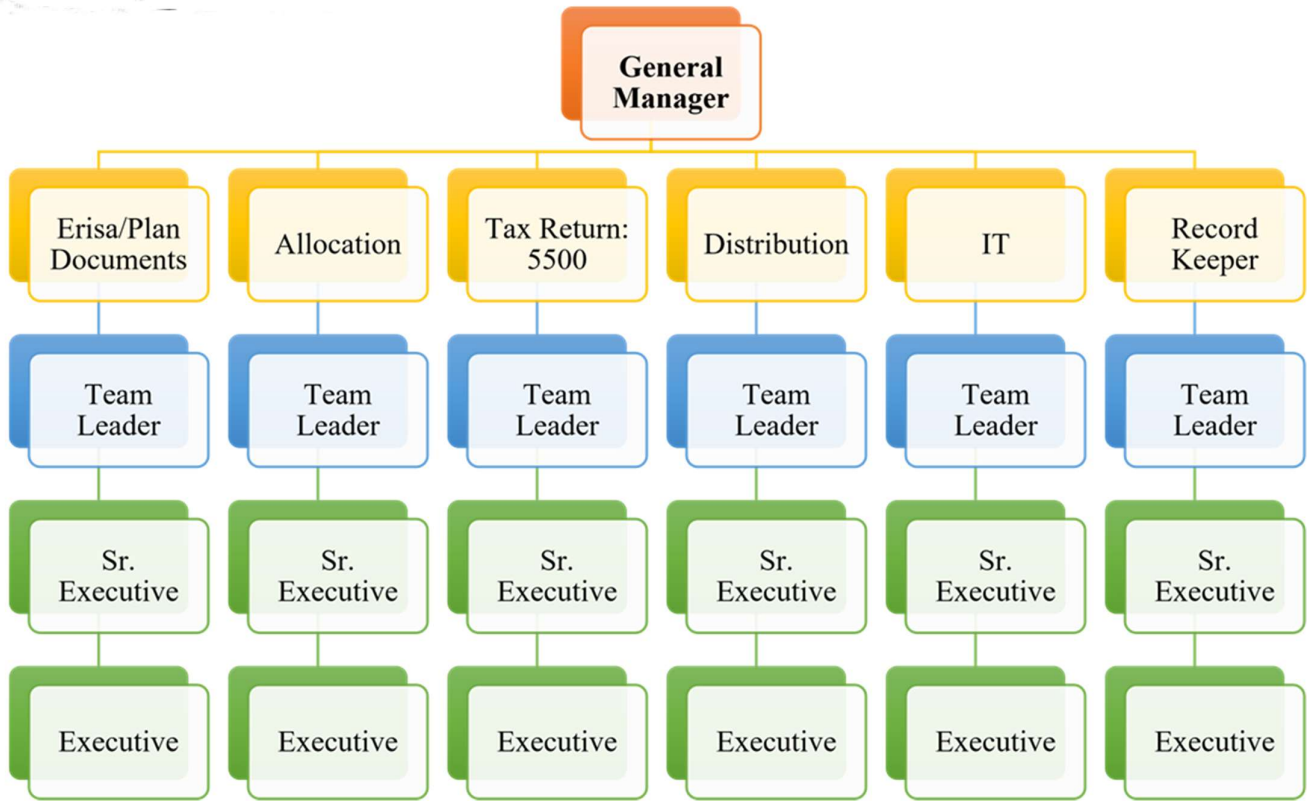 General
Manager
Erisa/Plan
Documents
Allocation
Tax Return:
5500
Distribution
IT
Record
Keeper
Team
Leader
Team
Leader
Team
Leader
Team
Leader
Team
Leader
Team
Leader
Sr.
Executive
Sr.
Executive
Sr.
Executive
Sr.
Executive
Sr.
Executive
Sr.
Executive
Executive
Executive
Executive
Executive
Executive
Executive